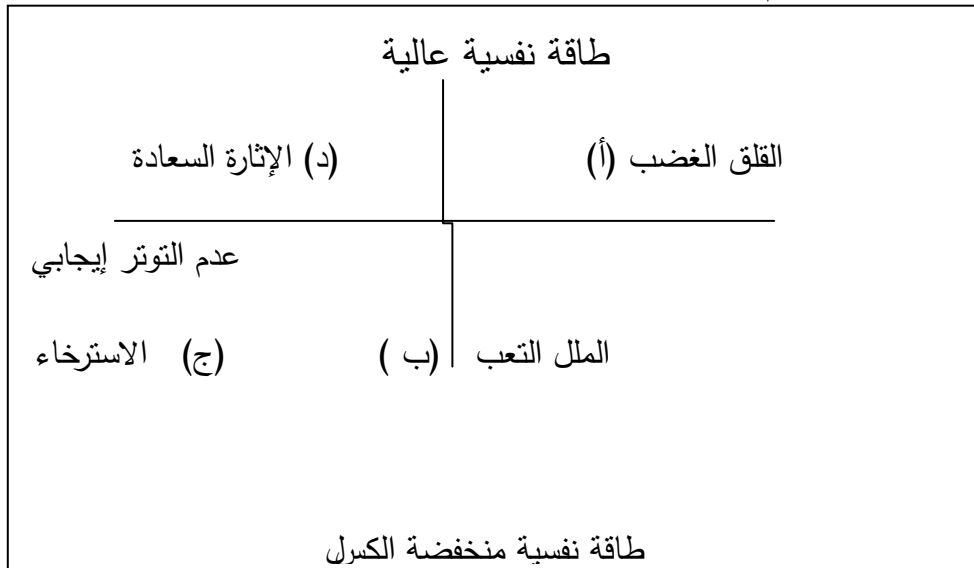 طاقة نفسية عالية
القلق الغضب (أ) (د) الإثارة السعادة
عدم التوتر إيجابي
الملل التعب (ب ) (ج) الاسترخاء
طاقة نفسية منخفضة الكسل